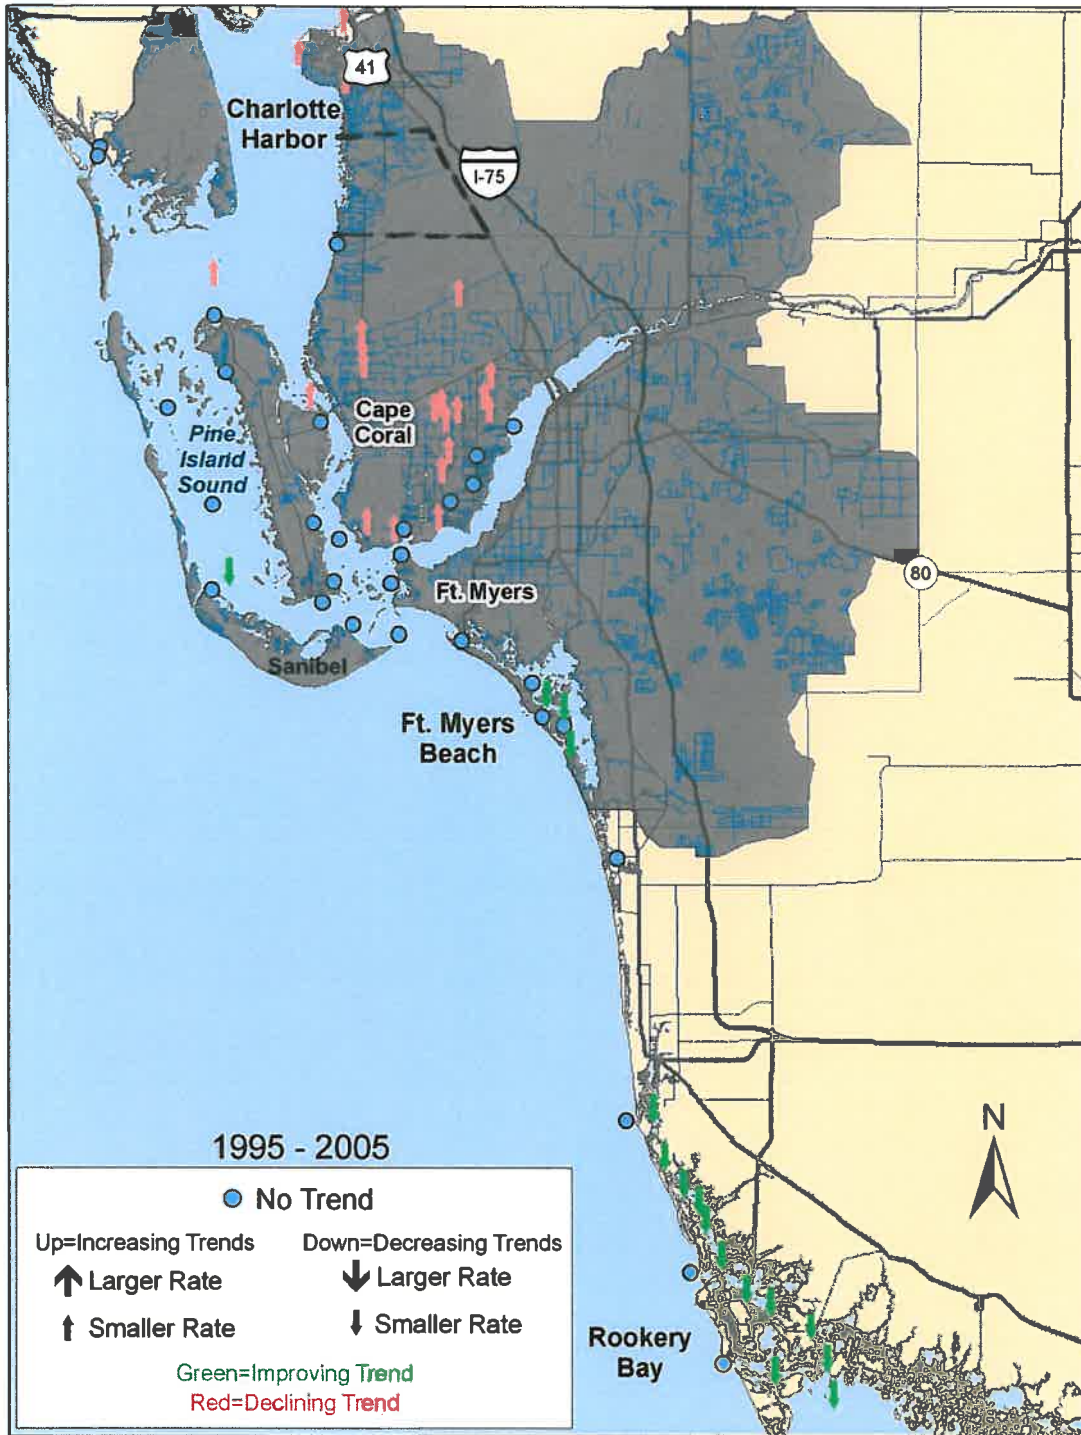 41
Charlotte
Harbor
I-75
Cape
Coral
Pine
Island
Sound
80
Ft. Myers
Sanibel
Ft. Myers
Beach
N
1995 - 2005
No Trend
Up=Increasing Trends
Down=Decreasing Trends
Larger Rate
Larger Rate
Smaller Rate
Smaller Rate
Green=Improving Trend
Red=Declining Trend
Rookery
Bay